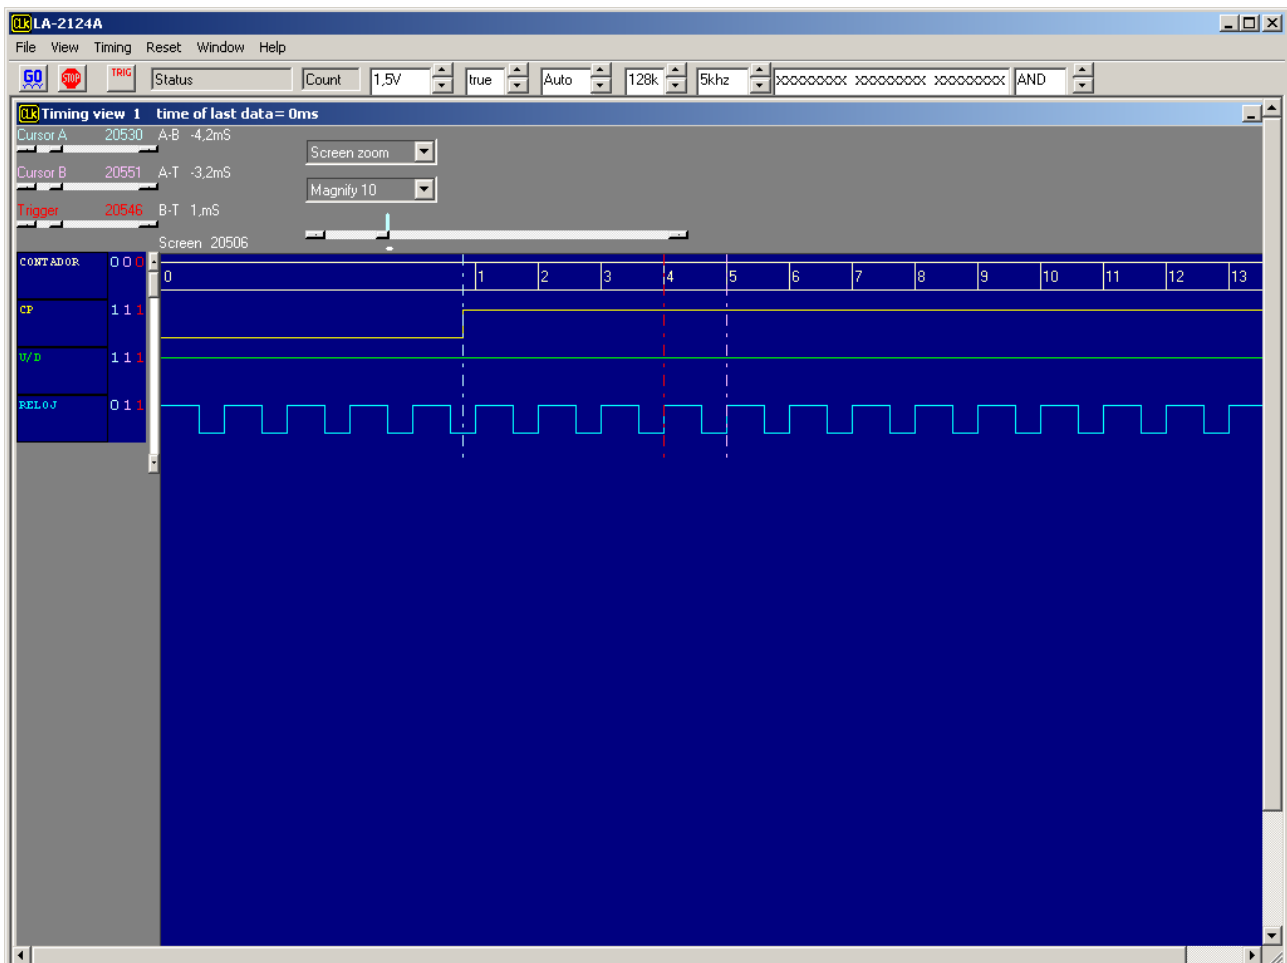 CLK LA-2124A
File View Timing Reset Window Help
GO STOP TRIG Status Count 1,5V true Auto 128k 5khz xxxxxxxx xxxxxxxx xxxxxxxx AND
CLK Timing view 1 time of last data= 0ms
Cursor A 20530 A-B -4,2mS
Screen zoom
Cursor B 20551 A-T -3,2mS
Magnify 10
Trigger 20546 B-T 1,mS
Screen 20506
CONTADOR 0 0 0
0 1 2 3 4 5 6 7 8 9 10 11 12 13
CP 1 1 1
U/D 1 1 1
RELOJ 0 1 1